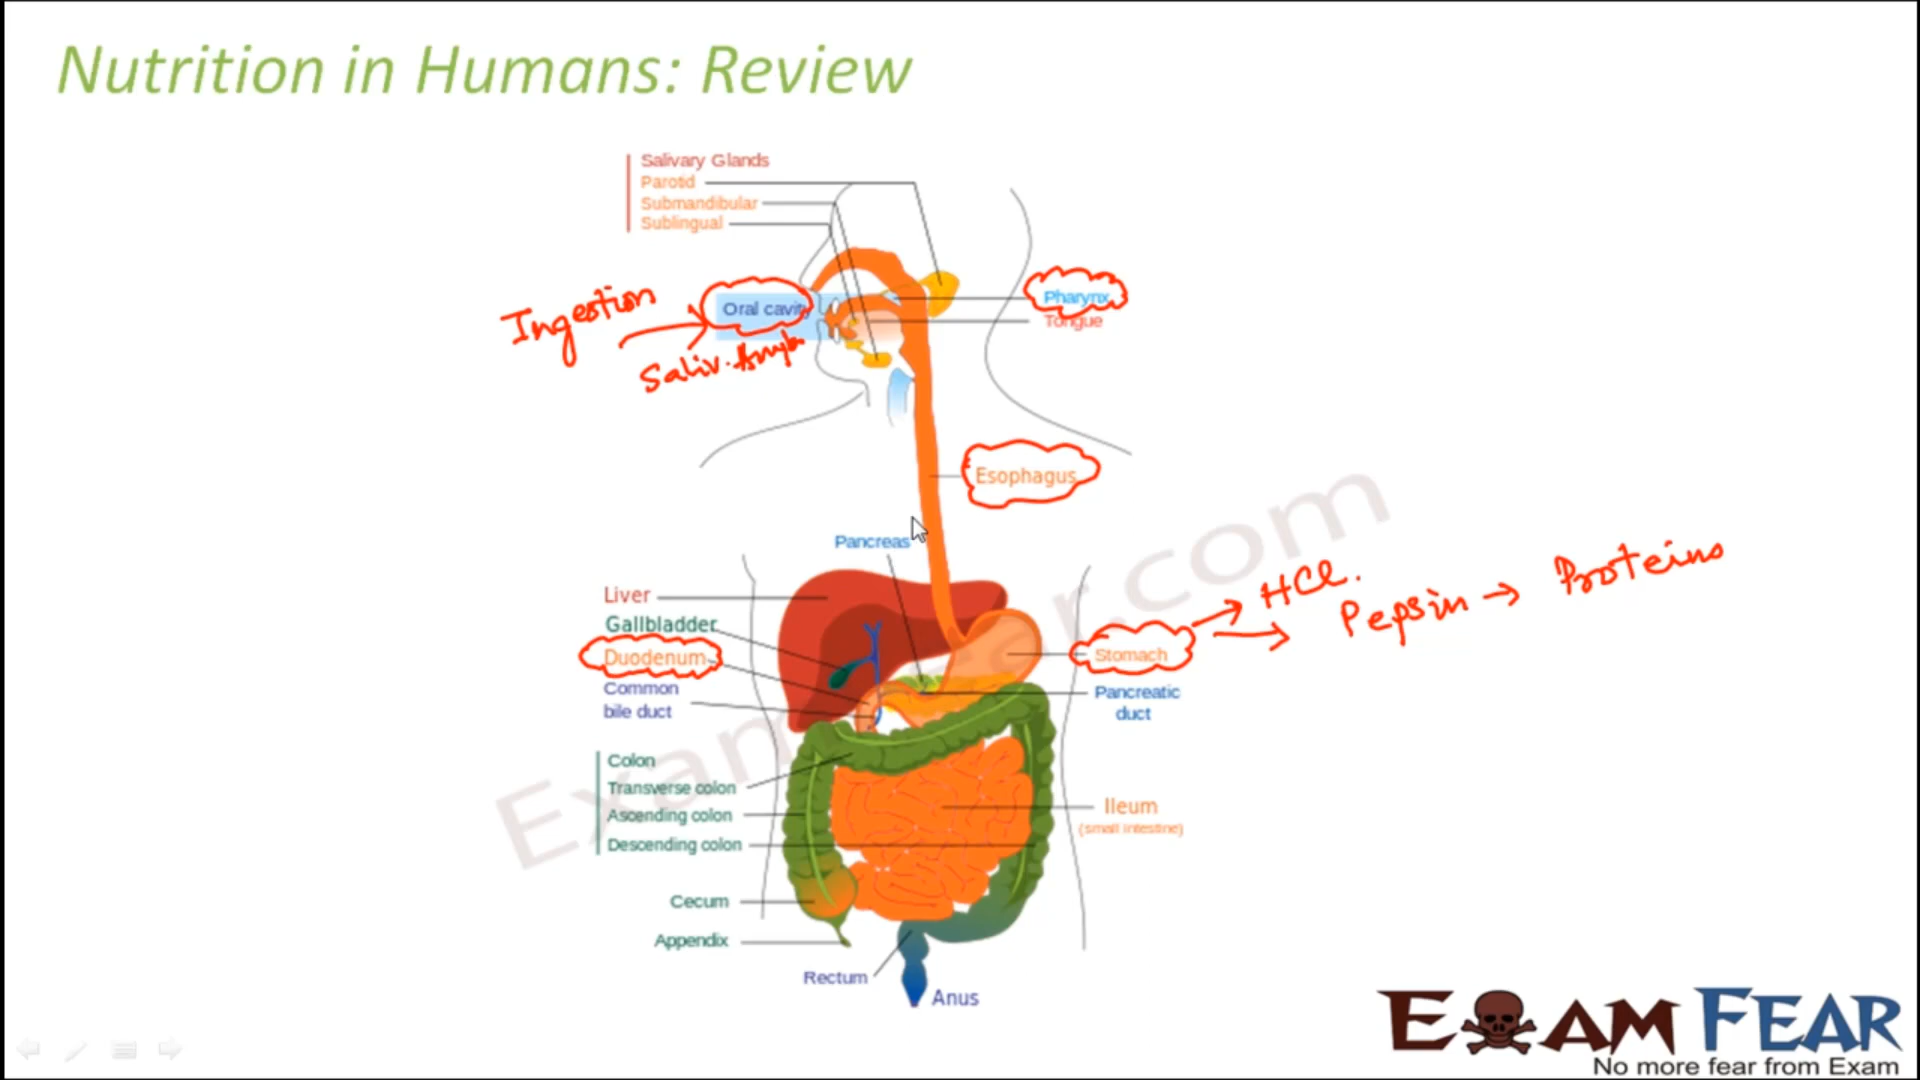 Nutrition in Humans: Review
Salivary Glands
Parotid
Submandibular
Sublingual
Ingestion
Oral cavity
Pharynx
Tongue
Saliv. Amyl
Esophagus
Pancreas
Liver
Gallbladder
Duodenum
Common
bile duct
HCl.
Pepsin → Proteins
Stomach
Pancreatic
duct
Colon
Transverse colon
Ascending colon
Descending colon
Ileum
(small intestine)
Cecum
Appendix
Rectum
Anus
Examfear.com
EXAM FEAR
No more fear from Exam